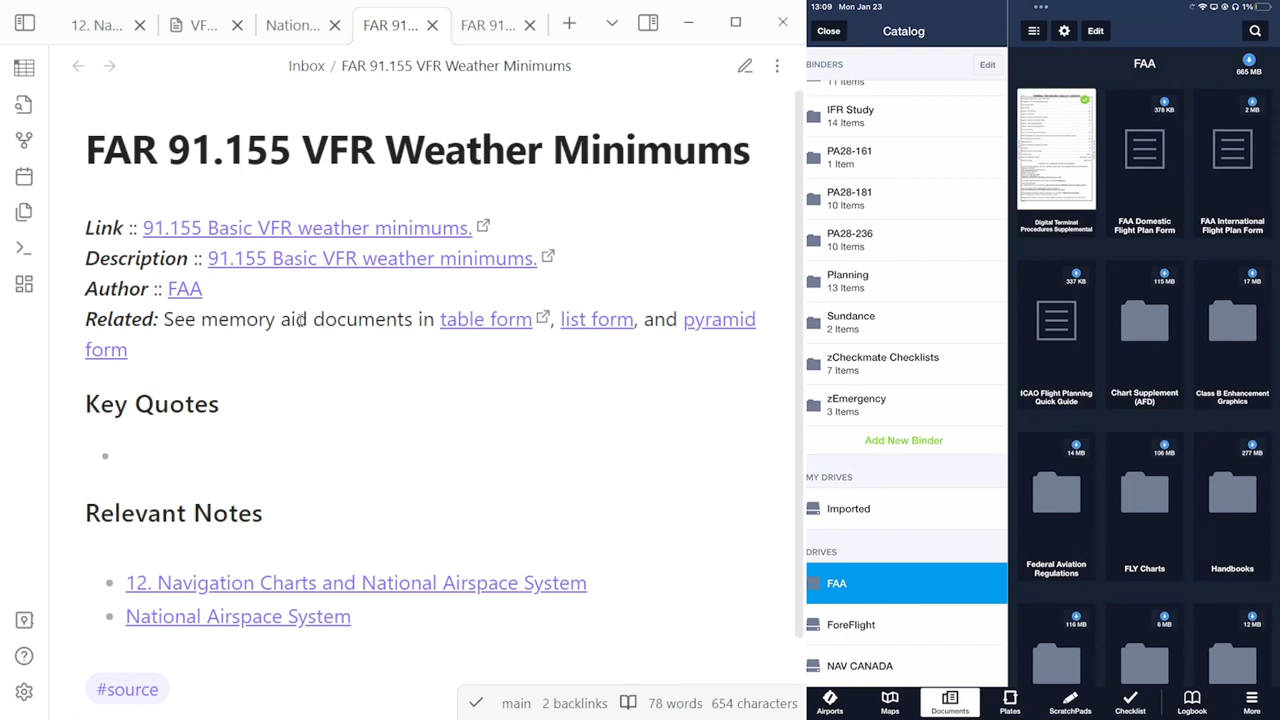 12. Na...
VF...
Nation...
FAR 91....
FAR 91....
Inbox / FAR 91.155 VFR Weather Minimums
FAR 91.155 VFR Weather Minimums
Link :: 91.155 Basic VFR weather minimums.
Description :: 91.155 Basic VFR weather minimums.
Author :: FAA
Related: See memory aid documents in table form, list form, and pyramid
form
Key Quotes
Relevant Notes
12. Navigation Charts and National Airspace System
National Airspace System
#source
main 2 backlinks 78 words 654 characters
13:09 Mon Jan 23
1%
Close Catalog
BINDERS Edit
11 Items
IFR Study
14 Items
PA28-161
1 Item
PA28-181
10 Items
PA28-236
10 Items
Planning
13 Items
Sundance
2 Items
zCheckmate Checklists
7 Items
zEmergency
3 Items
Add New Binder
MY DRIVES
Imported
DRIVES
FAA
ForeFlight
NAV CANADA
Edit
FAA
665 MB
378 KB
2 MB
Digital Terminal
Procedures Supplemental
FAA Domestic
Flight Plan Form
FAA International
Flight Plan Form
337 KB
115 MB
17 MB
ICAO Flight Planning
Quick Guide
Chart Supplement
(AFD)
Class B Enhancement
Graphics
14 MB
106 MB
277 MB
Federal Aviation
Regulations
FLY Charts
Handbooks
116 MB
6 MB
12 MB
Airports Maps Documents Plates ScratchPads Checklist Logbook More